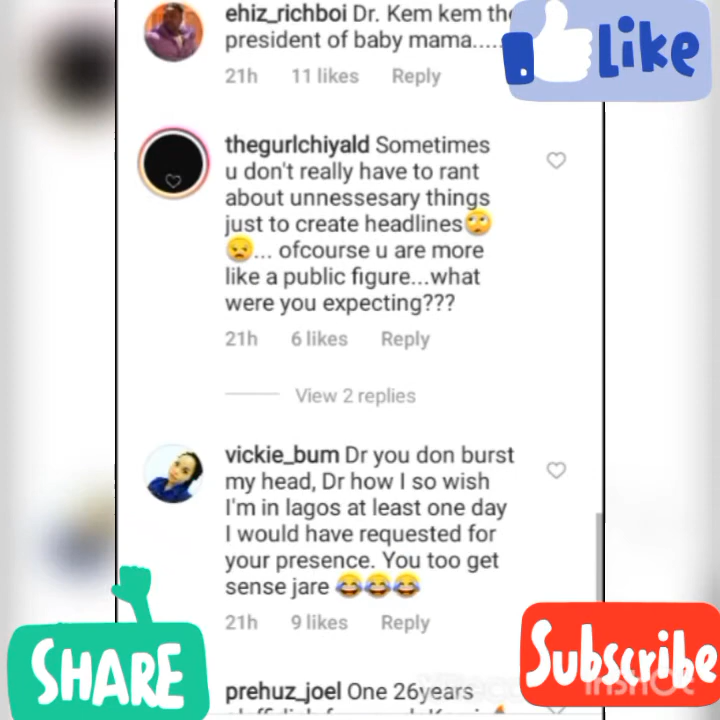 ehiz_richboi Dr. Kem kem the
president of baby mama.....
21h 11 likes Reply
Like
thegurlchiyald Sometimes
u don't really have to rant
about unnessesary things
just to create headlines🙄
😠... ofcourse u are more
like a public figure...what
were you expecting???
21h 6 likes Reply
View 2 replies
vickie_bum Dr you don burst
my head, Dr how I so wish
I'm in lagos at least one day
I would have requested for
your presence. You too get
sense jare 😂😂😂
21h 9 likes Reply
SHARE
Subscribe
InShOt
prehuz_joel One 26years